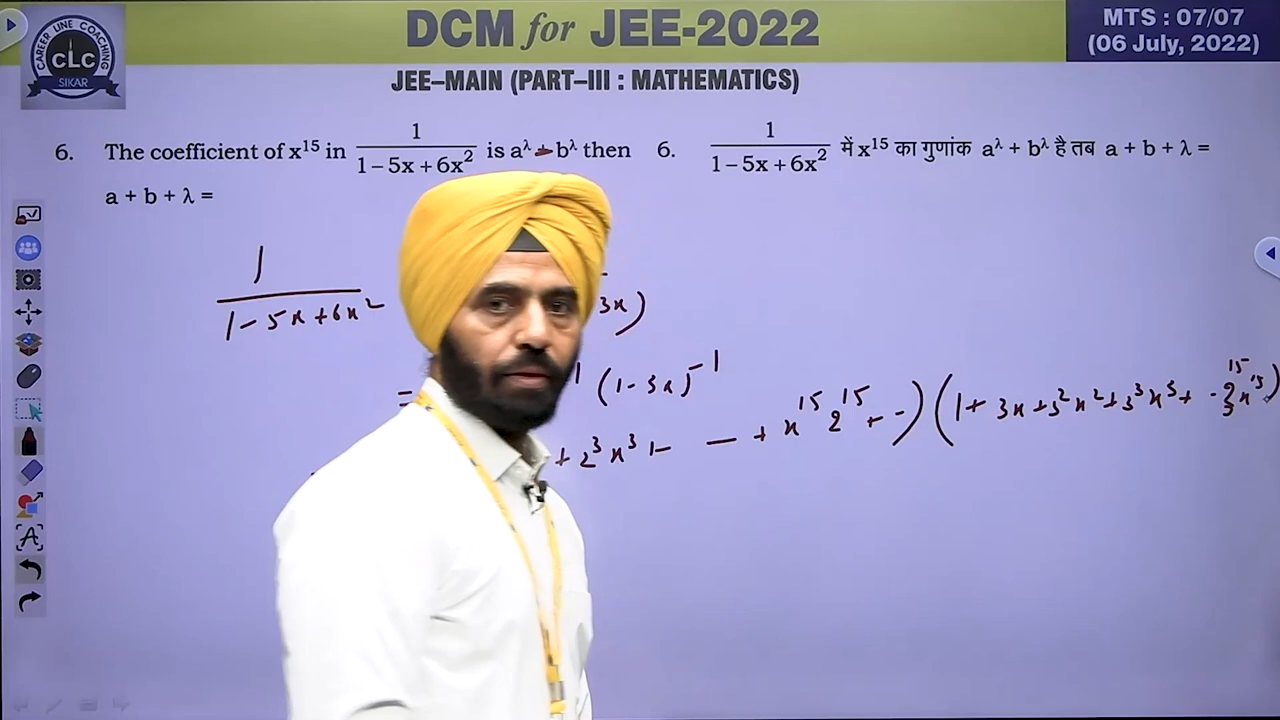 DCM for JEE-2022
MTS : 07/07
(06 July, 2022)
CAREER LINE COACHING
CLC
SIKAR
JEE–MAIN (PART–III : MATHEMATICS)
6. The coefficient of x¹⁵ in 1/(1 – 5x + 6x²) is a^λ - b^λ then
a + b + λ =
6. 1/(1 – 5x + 6x²) में x¹⁵ का गुणांक a^λ + b^λ है तब a + b + λ =
1/(1 - 5x + 6x²) 3x)
= (1-3x)⁻¹
+ 2³x³ + — + x¹⁵ 2¹⁵ + -) (1 + 3x + 3²x² + 3³x³ + - 3¹⁵x¹⁵)